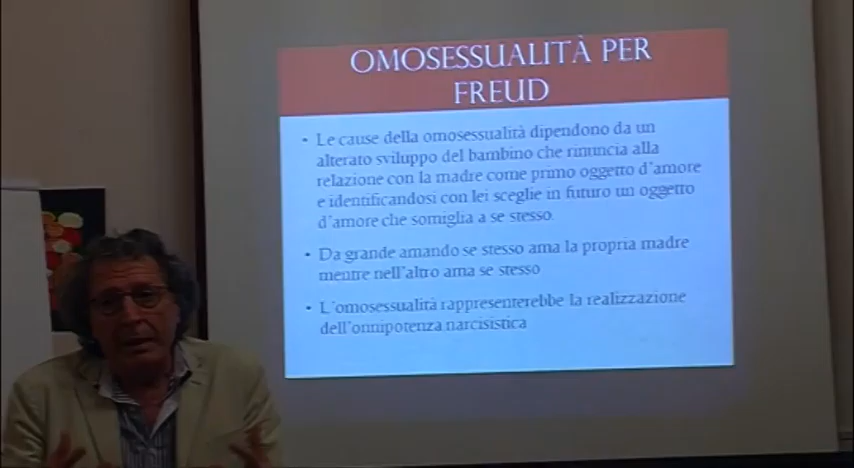 OMOSESSUALITÀ PER
FREUD
• Le cause della omosessualità dipendono da un
alterato sviluppo del bambino che rinuncia alla
relazione con la madre come primo oggetto d'amore
e identificandosi con lei sceglie in futuro un oggetto
d'amore che somiglia a se stesso.
• Da grande amando se stesso ama la propria madre
mentre nell'altro ama se stesso
• L'omosessualità rappresenterebbe la realizzazione
dell'onnipotenza narcisistica